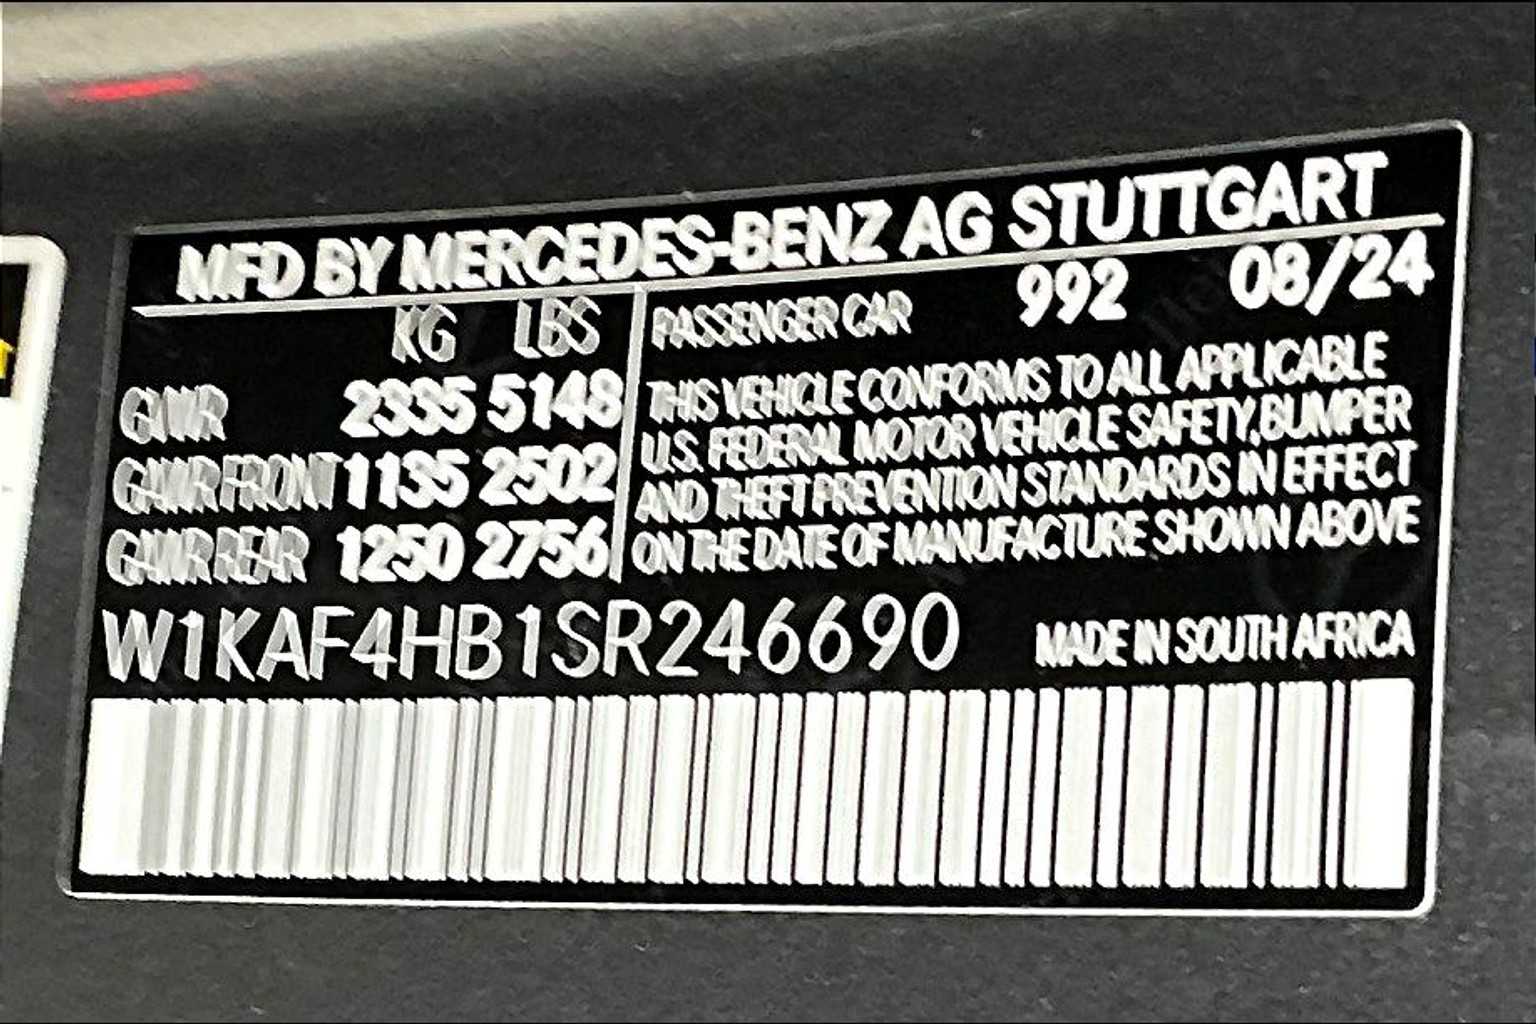 MFD BY MERCEDES-BENZ AG STUTTGART
KG LBS
GVWR 2335 5148
GAWR FRONT 1135 2502
GAWR REAR 1250 2756
PASSENGER CAR 992 08/24
THIS VEHICLE CONFORMS TO ALL APPLICABLE
U.S. FEDERAL MOTOR VEHICLE SAFETY,BUMPER
AND THEFT PREVENTION STANDARDS IN EFFECT
ON THE DATE OF MANUFACTURE SHOWN ABOVE
W1KAF4HB1SR246690
MADE IN SOUTH AFRICA